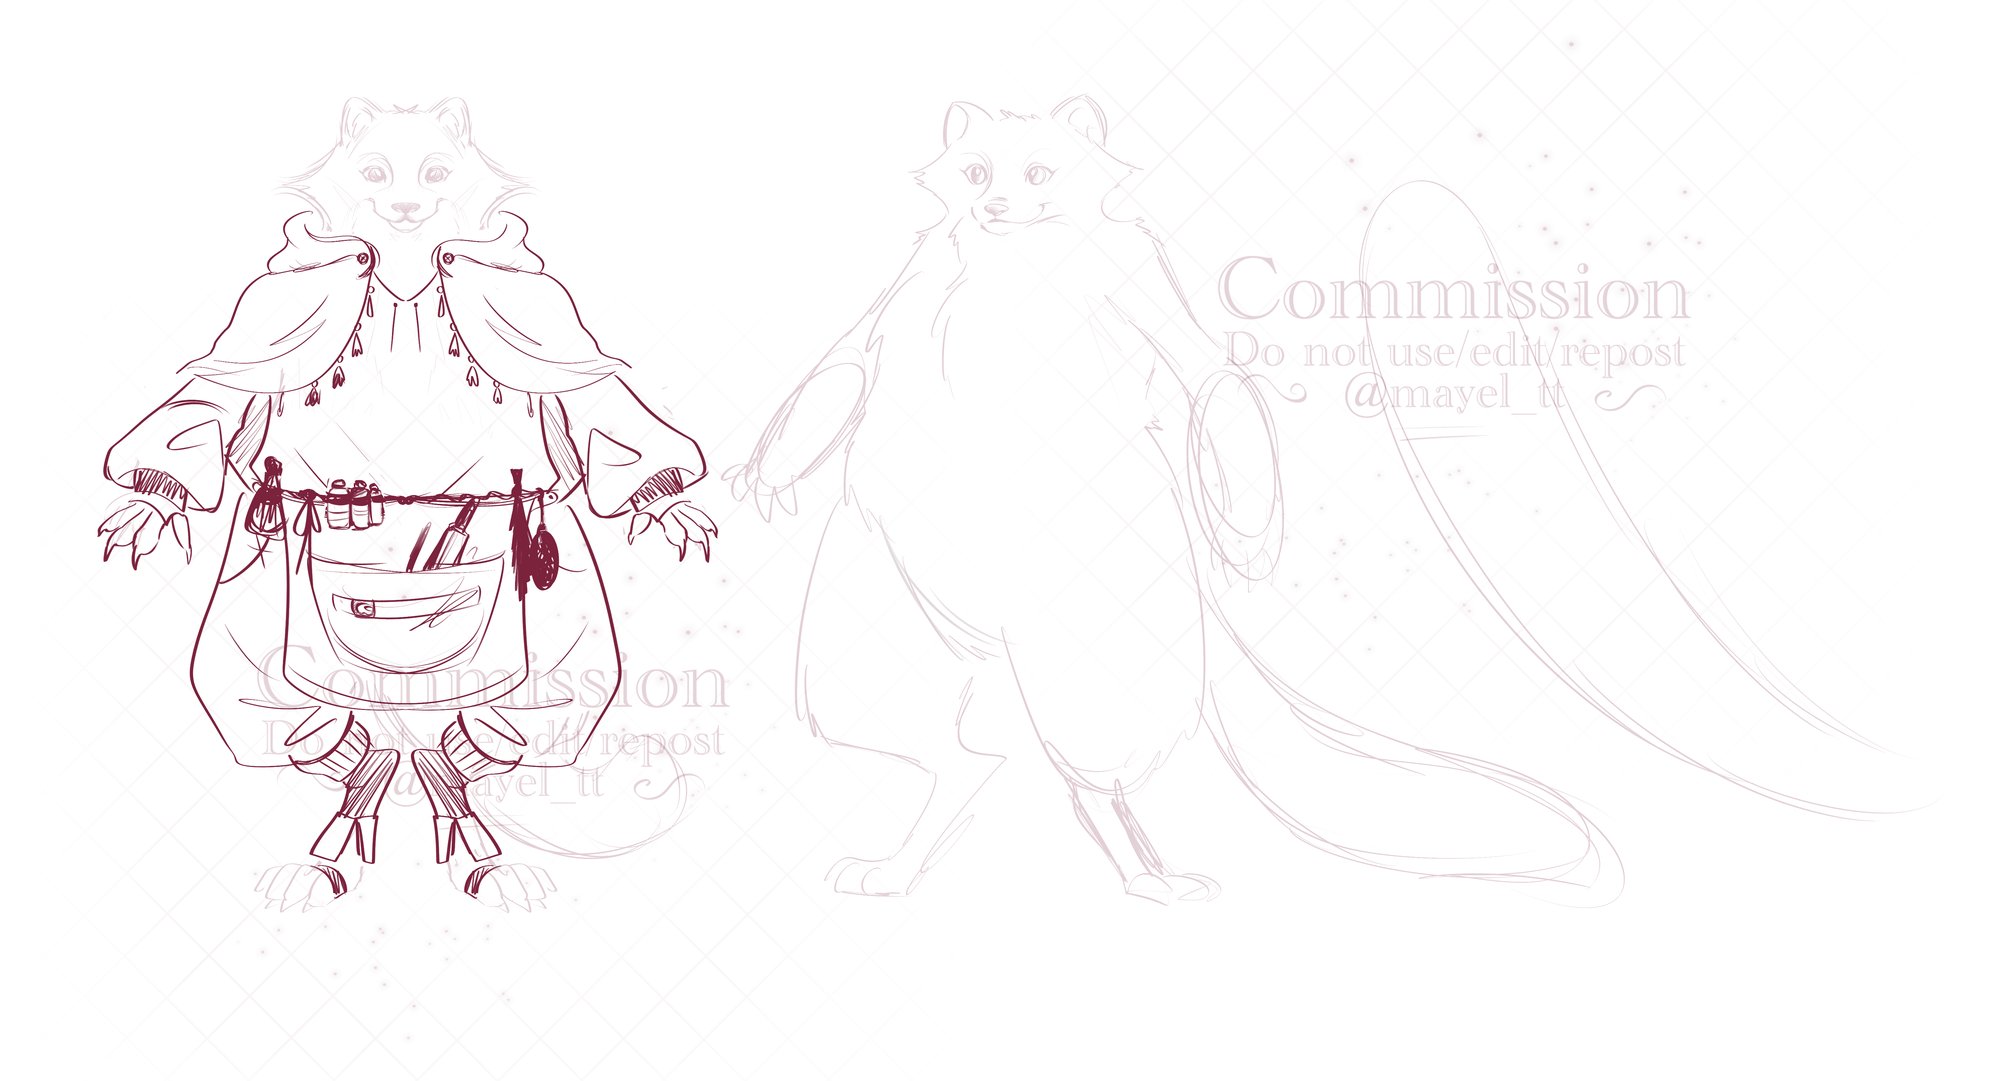 Commission
Do not use/edit/repost
@mayel_tt
Commission
Do not use/edit/repost
@mayel_tt